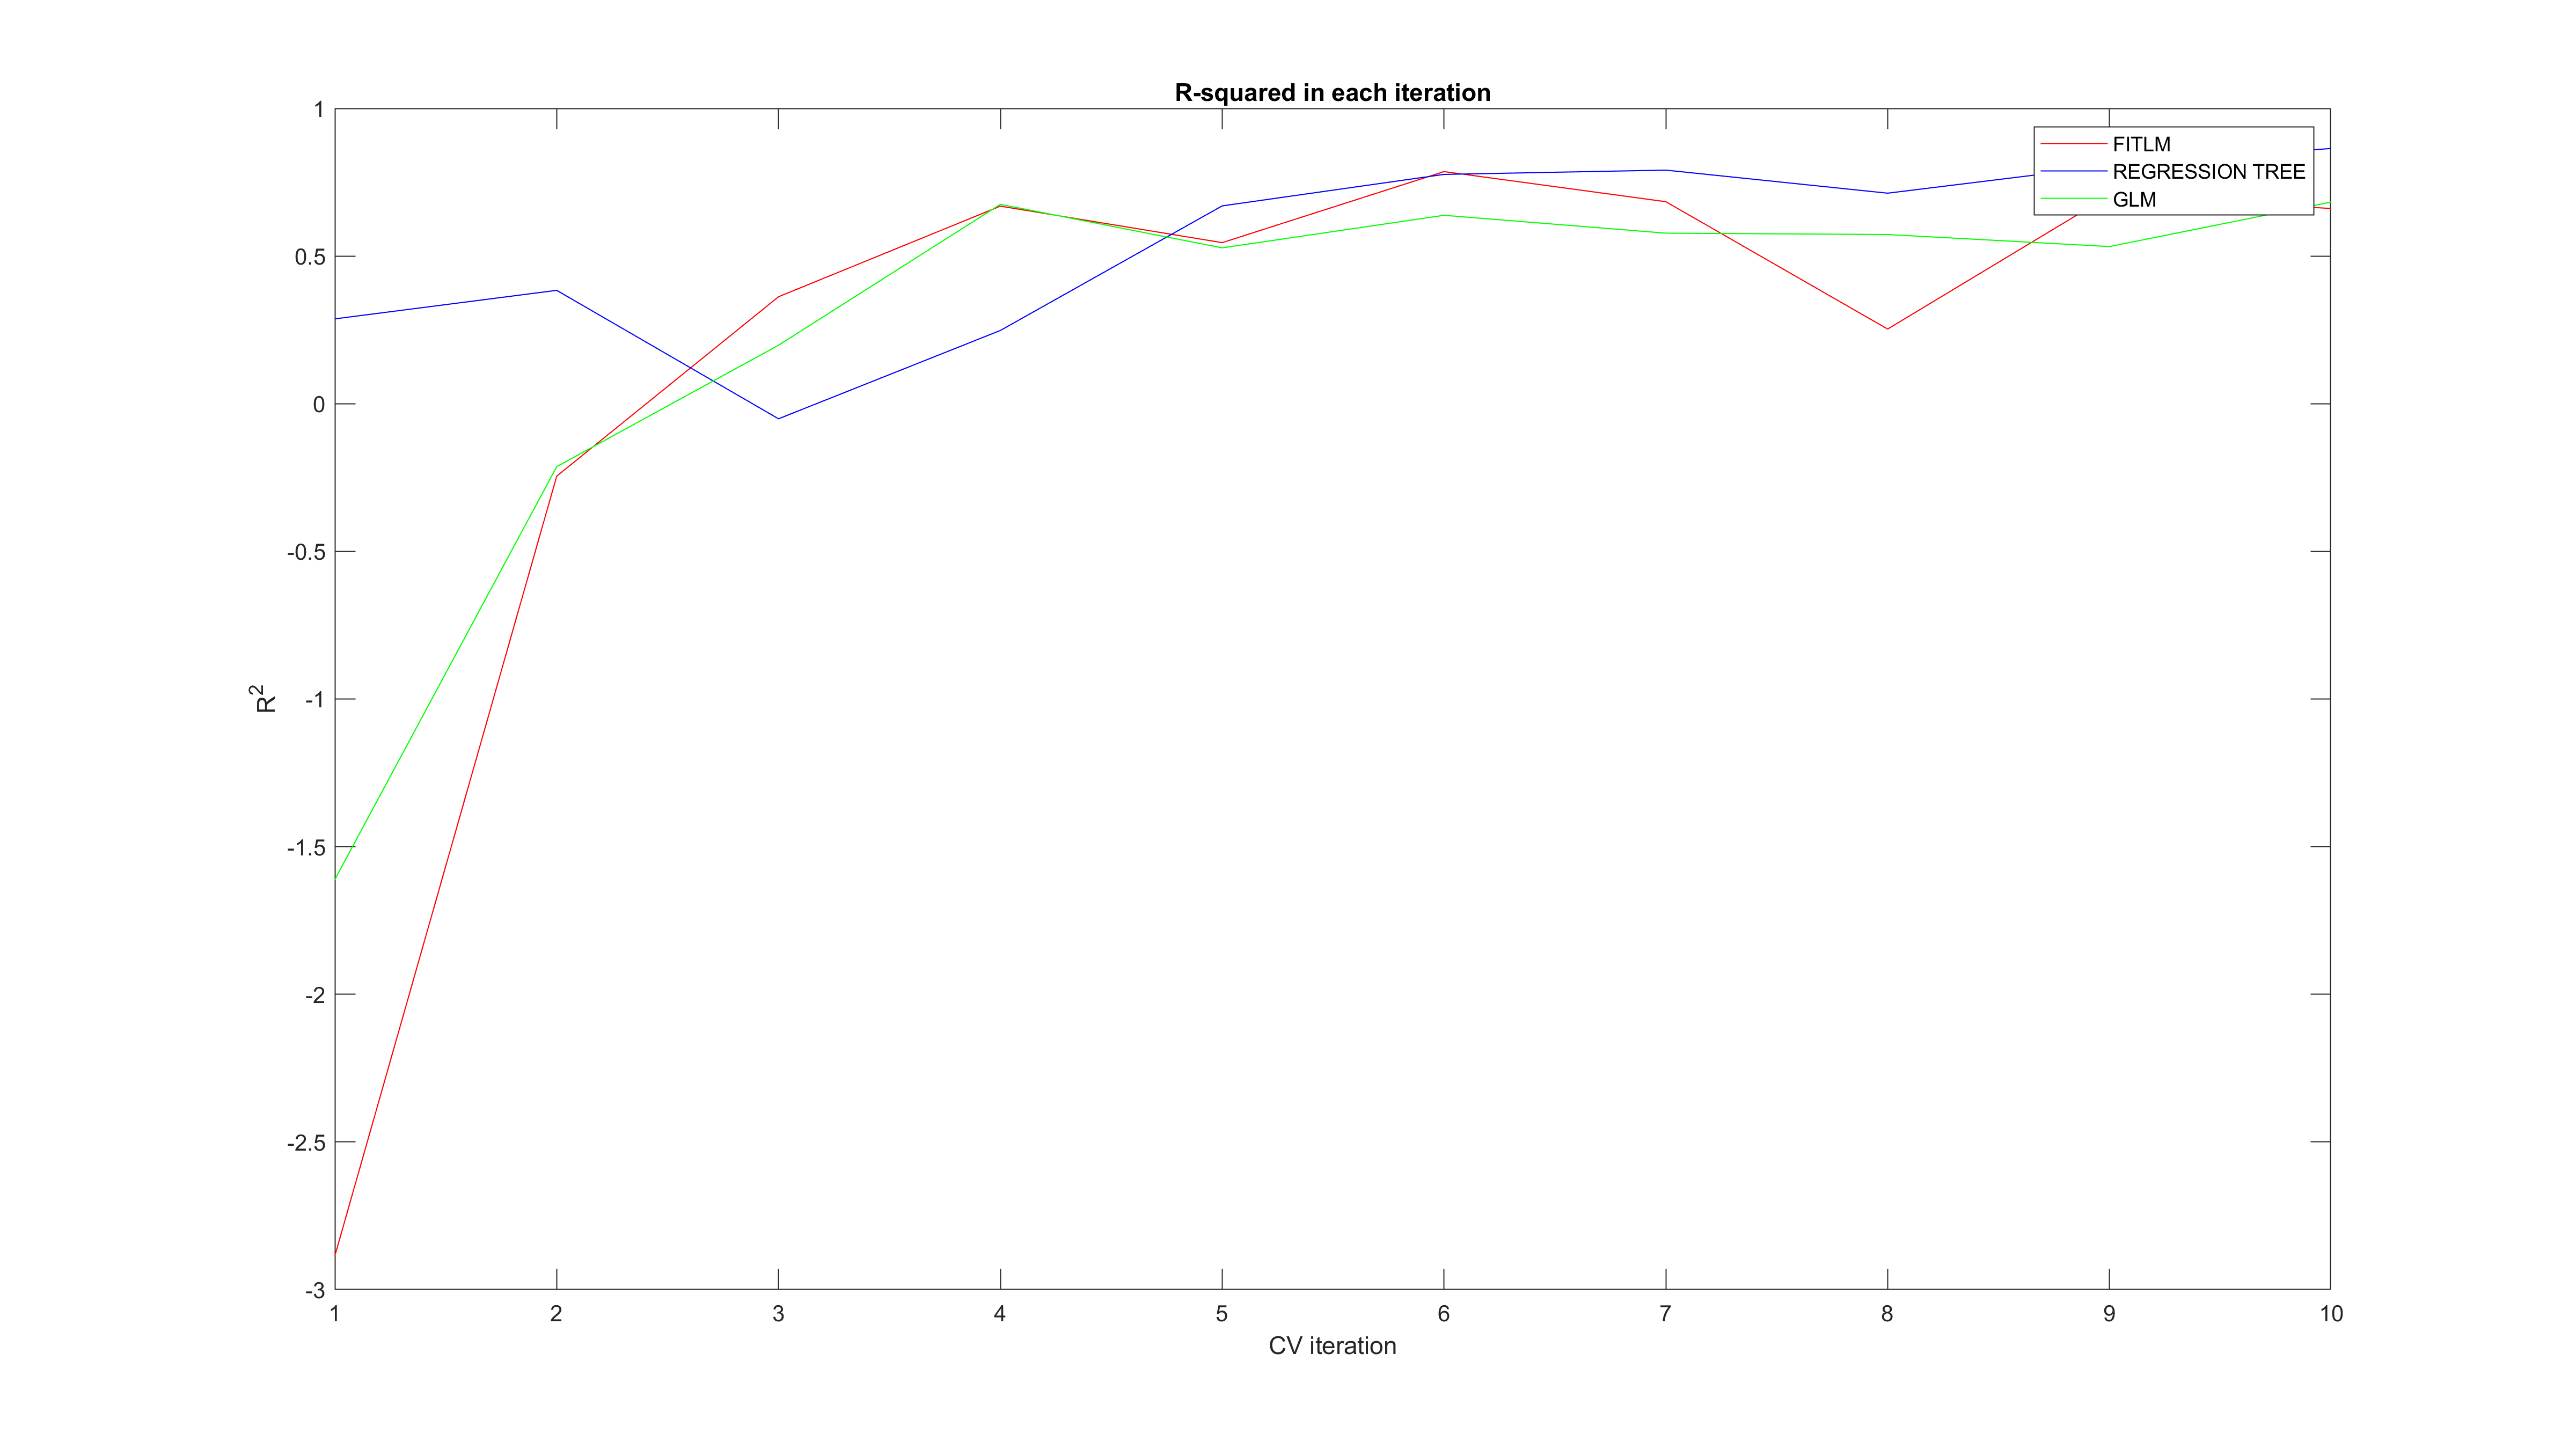 R-squared in each iteration
1
0.5
0
-0.5
-1
-1.5
-2
-2.5
-3
R²
FITLM
REGRESSION TREE
GLM
1 2 3 4 5 6 7 8 9 10
CV iteration